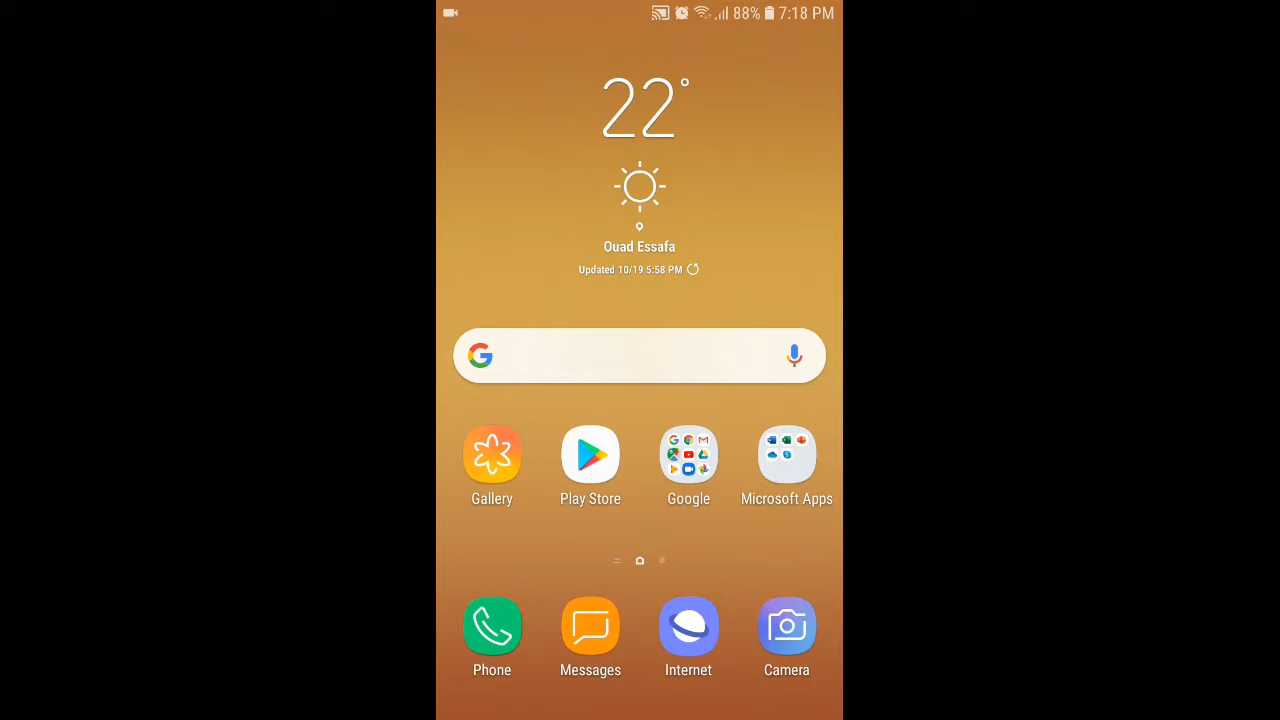 88% 7:18 PM
22°
Ouad Essafa
Updated 10/19 5:58 PM
Gallery Play Store Google Microsoft Apps
Phone Messages Internet Camera